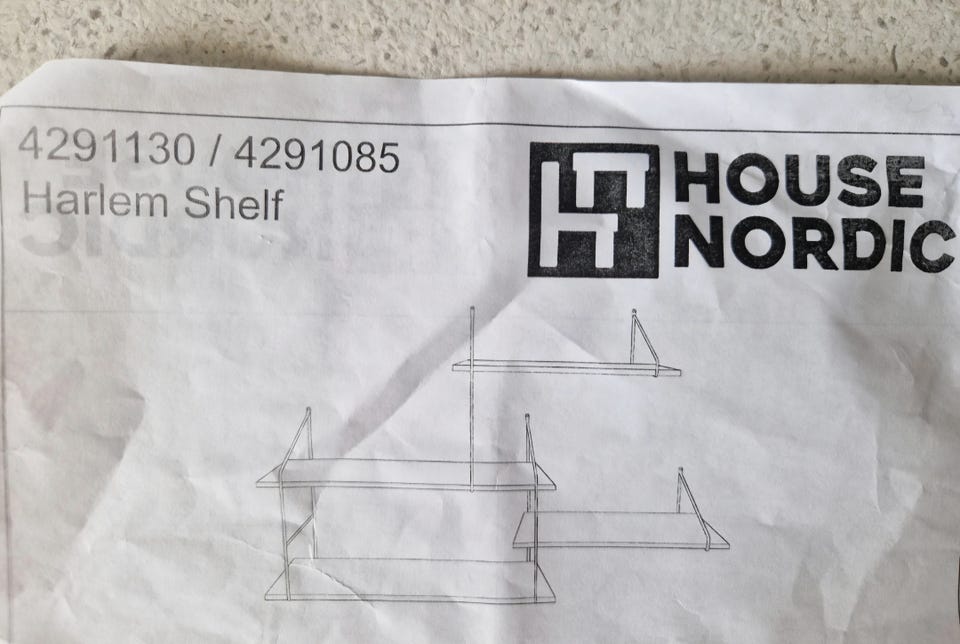 4291130 / 4291085
Harlem Shelf
HOUSE
NORDIC